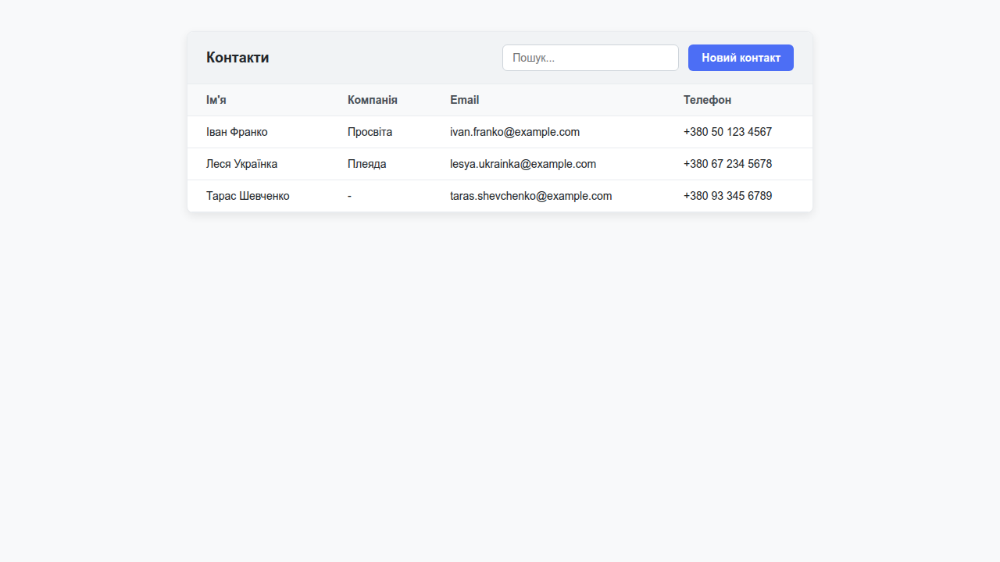 Контакти Пошук... Новий контакт
Ім'я Компанія Email Телефон
Іван Франко Просвіта ivan.franko@example.com +380 50 123 4567
Леся Українка Плеяда lesya.ukrainka@example.com +380 67 234 5678
Тарас Шевченко - taras.shevchenko@example.com +380 93 345 6789